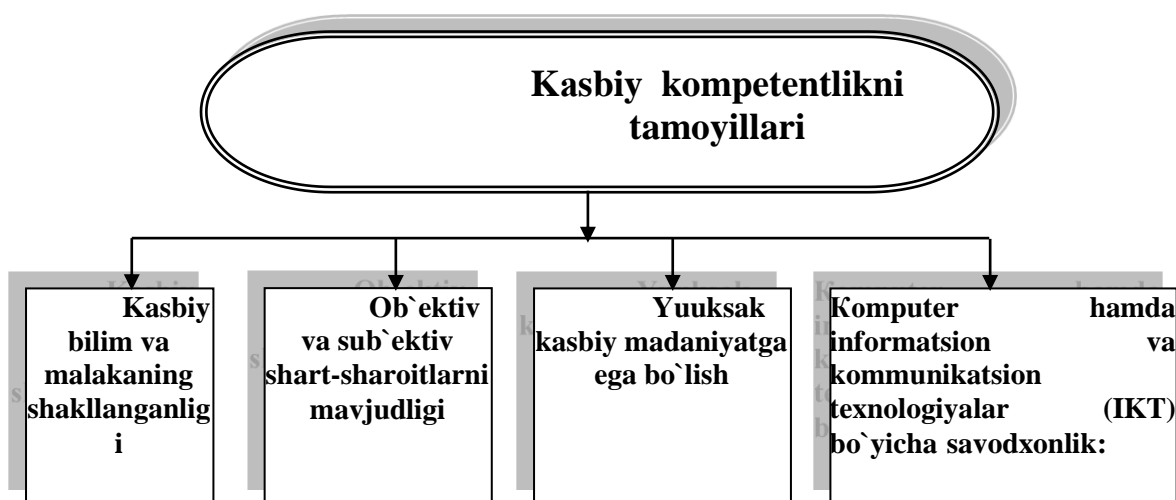 Kasbiy kompetentlikni
tamoyillari
Kasbiy
bilim va
malakaning
shakllanganlig
i
Ob`ektiv
va sub`ektiv
shart-sharoitlarni
mavjudligi
Yuuksak
kasbiy madaniyatga
ega bo`lish
Komputer hamda
informatsion va
kommunikatsion
texnologiyalar (IKT)
bo`yicha savodxonlik: